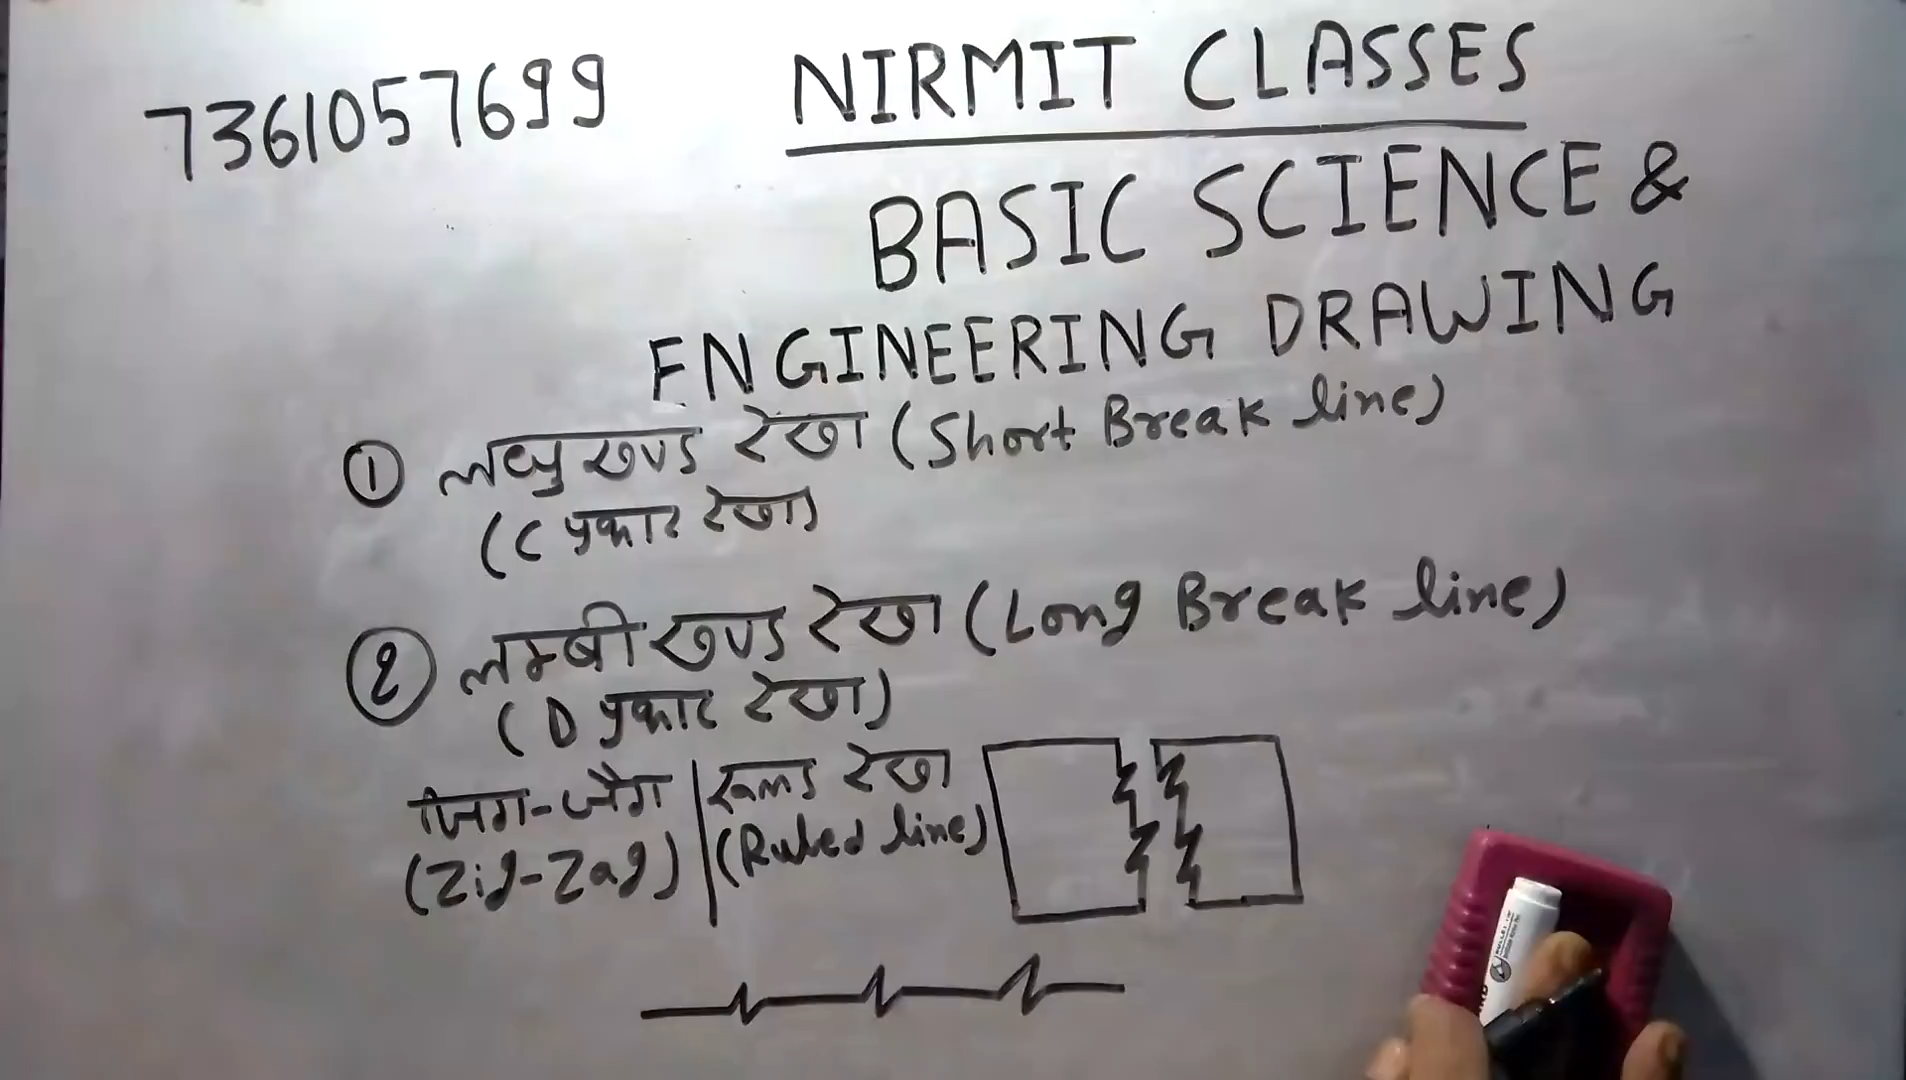 7361057699
NIRMIT CLASSES
BASIC SCIENCE &
ENGINEERING DRAWING
① लघु खण्ड रेखा (Short Break line)
(C प्रकार रेखा)
② लम्बी खण्ड रेखा (Long Break line)
(D प्रकार रेखा)
जिग-जैग
(Zig-Zag)
रूल्ड रेखा
(Ruled line)